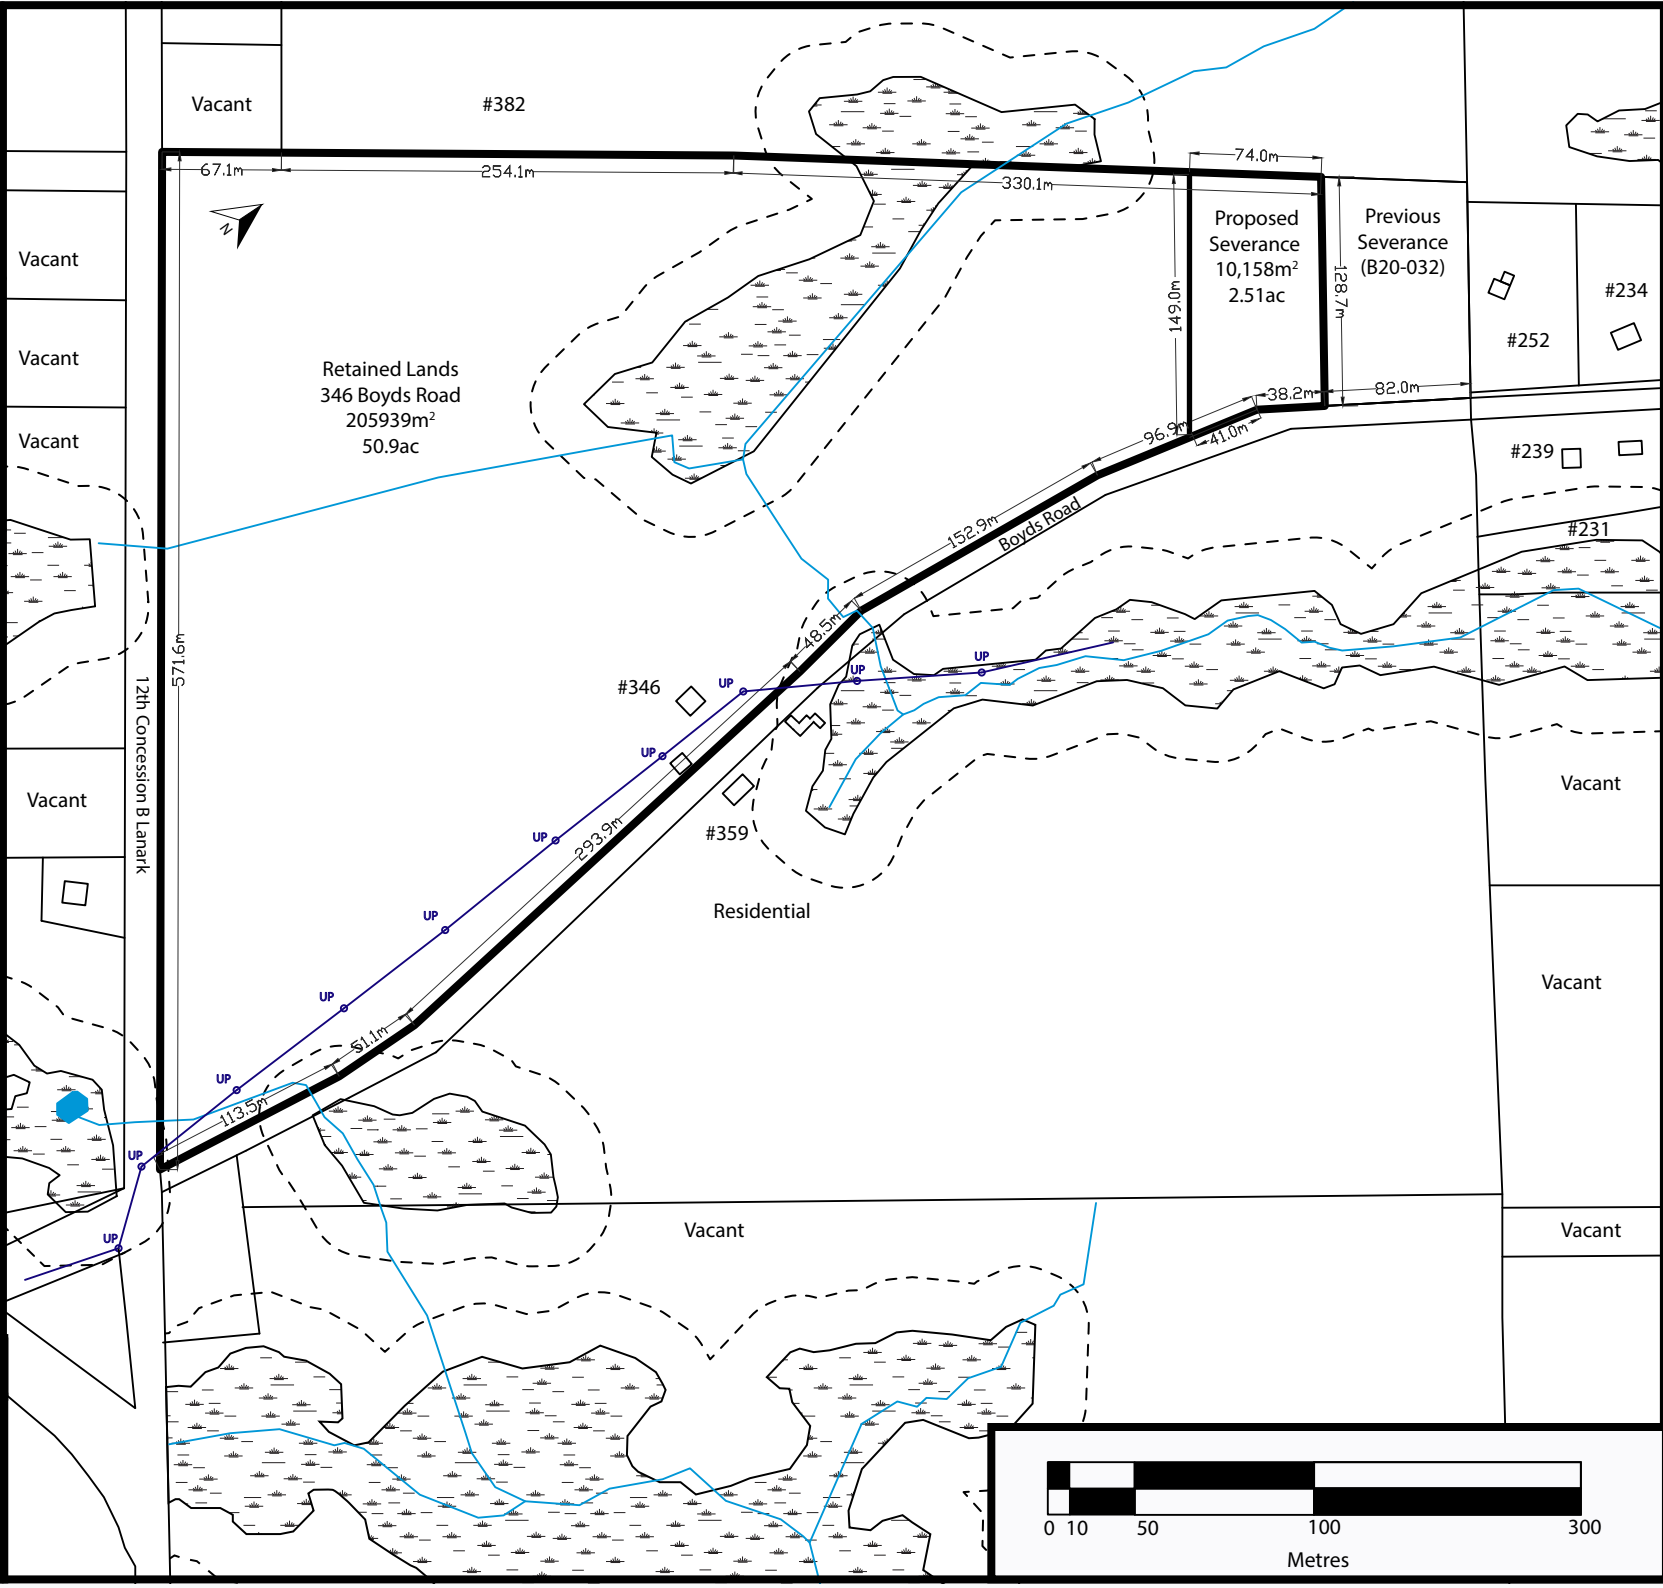 Vacant
#382
74.0m
67.1m
254.1m
330.1m
N
Proposed
Severance
10,158m²
2.51ac
Previous
Severance
(B20-032)
149.0m
128.7m
#234
#252
Vacant
Vacant
Vacant
Retained Lands
346 Boyds Road
205939m²
50.9ac
38.2m
82.0m
96.9m
41.0m
#239
#231
152.9m
Boyds Road
48.5m
571.6m
12th Concession B Lanark
#346
UP
UP
UP
UP
UP
UP
UP
UP
UP
UP
293.9m
#359
Vacant
Vacant
Residential
Vacant
51.1m
113.5m
Vacant
Vacant
0 10 50 100 300
Metres